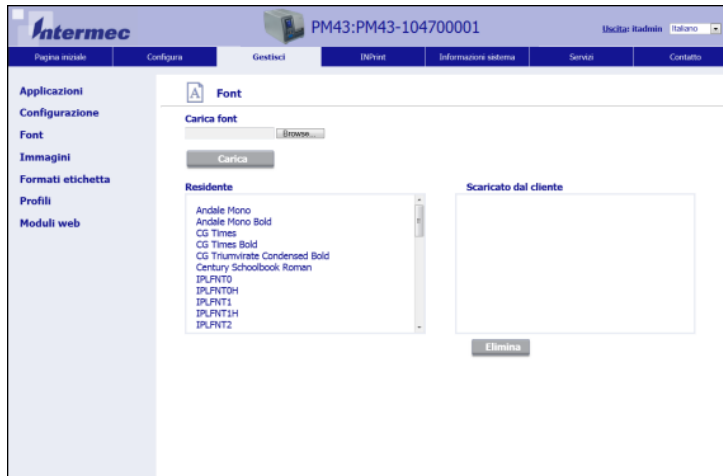 Intermec
PM43:PM43-104700001
Uscita: itadmin
Italiano
Pagina iniziale
Configura
Gestisci
INPrint
Informazioni sistema
Servizi
Contatto
Applicazioni
Configurazione
Font
Immagini
Formati etichetta
Profili
Moduli web
A
Font
Carica font
Browse...
Carica
Residente
Andale Mono
Andale Mono Bold
CG Times
CG Times Bold
CG Triumvirate Condensed Bold
Century Schoolbook Roman
IPLFNT0
IPLFNT0H
IPLFNT1
IPLFNT1H
IPLFNT2
Scaricato dal cliente
Elimina